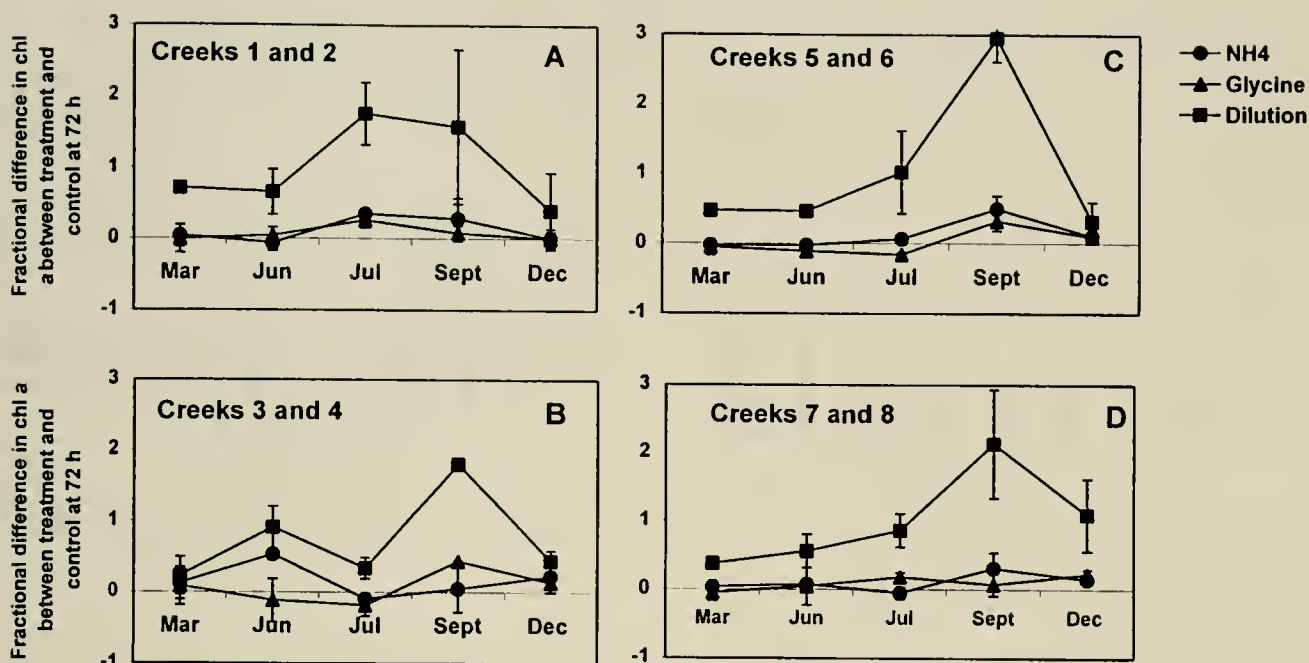 Fractional difference in chl
a between treatment and
control at 72 h
3
2
1
0
-1
Creeks 1 and 2
A
Mar Jun Jul Sept Dec
3
2
1
0
-1
Creeks 5 and 6
C
Mar Jun Jul Sept Dec
NH4
Glycine
Dilution
Fractional difference in chl a
between treatment and
control at 72 h
3
2
1
0
-1
Creeks 3 and 4
B
Mar Jun Jul Sept Dec
3
2
1
0
-1
Creeks 7 and 8
D
Mar Jun Jul Sept Dec